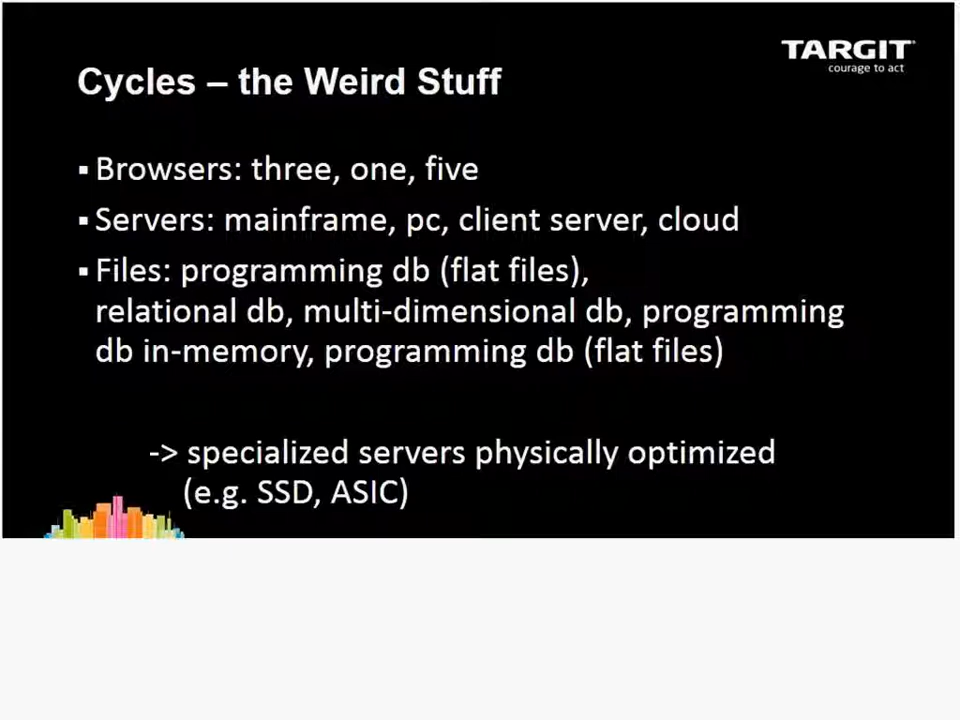 TARGIT
courage to act
Cycles – the Weird Stuff
▪ Browsers: three, one, five
▪ Servers: mainframe, pc, client server, cloud
▪ Files: programming db (flat files),
relational db, multi-dimensional db, programming
db in-memory, programming db (flat files)
-> specialized servers physically optimized
(e.g. SSD, ASIC)